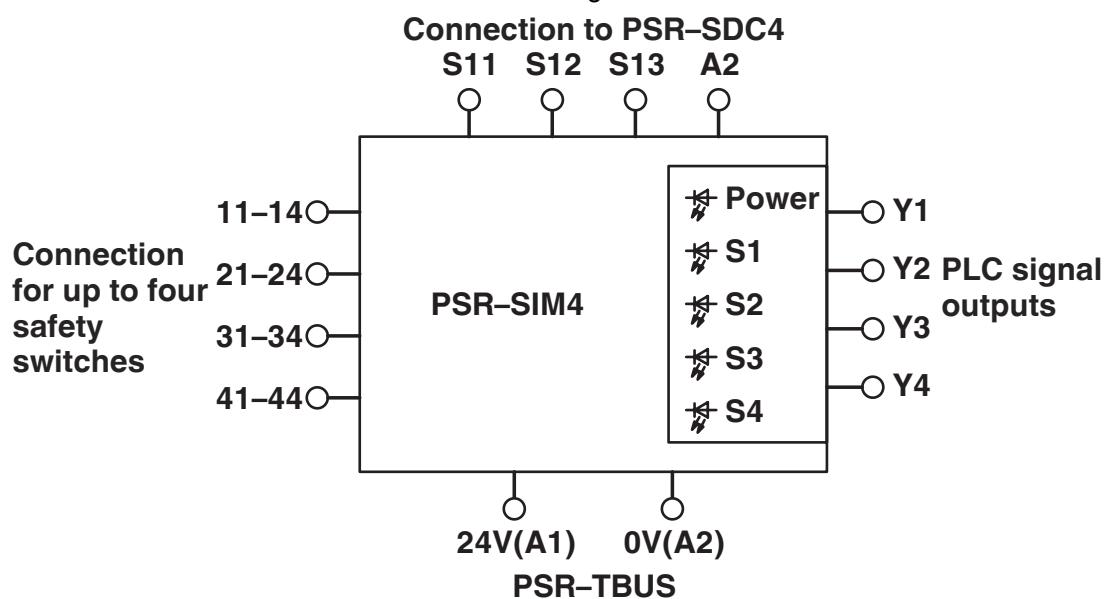 Connection to PSR–SDC4
S11 S12 S13 A2
11–14
21–24
31–34
41–44
Connection
for up to four
safety
switches
PSR–SIM4
Power
S1
S2
S3
S4
Y1
Y2
Y3
Y4
PLC signal
outputs
24V(A1) 0V(A2)
PSR–TBUS